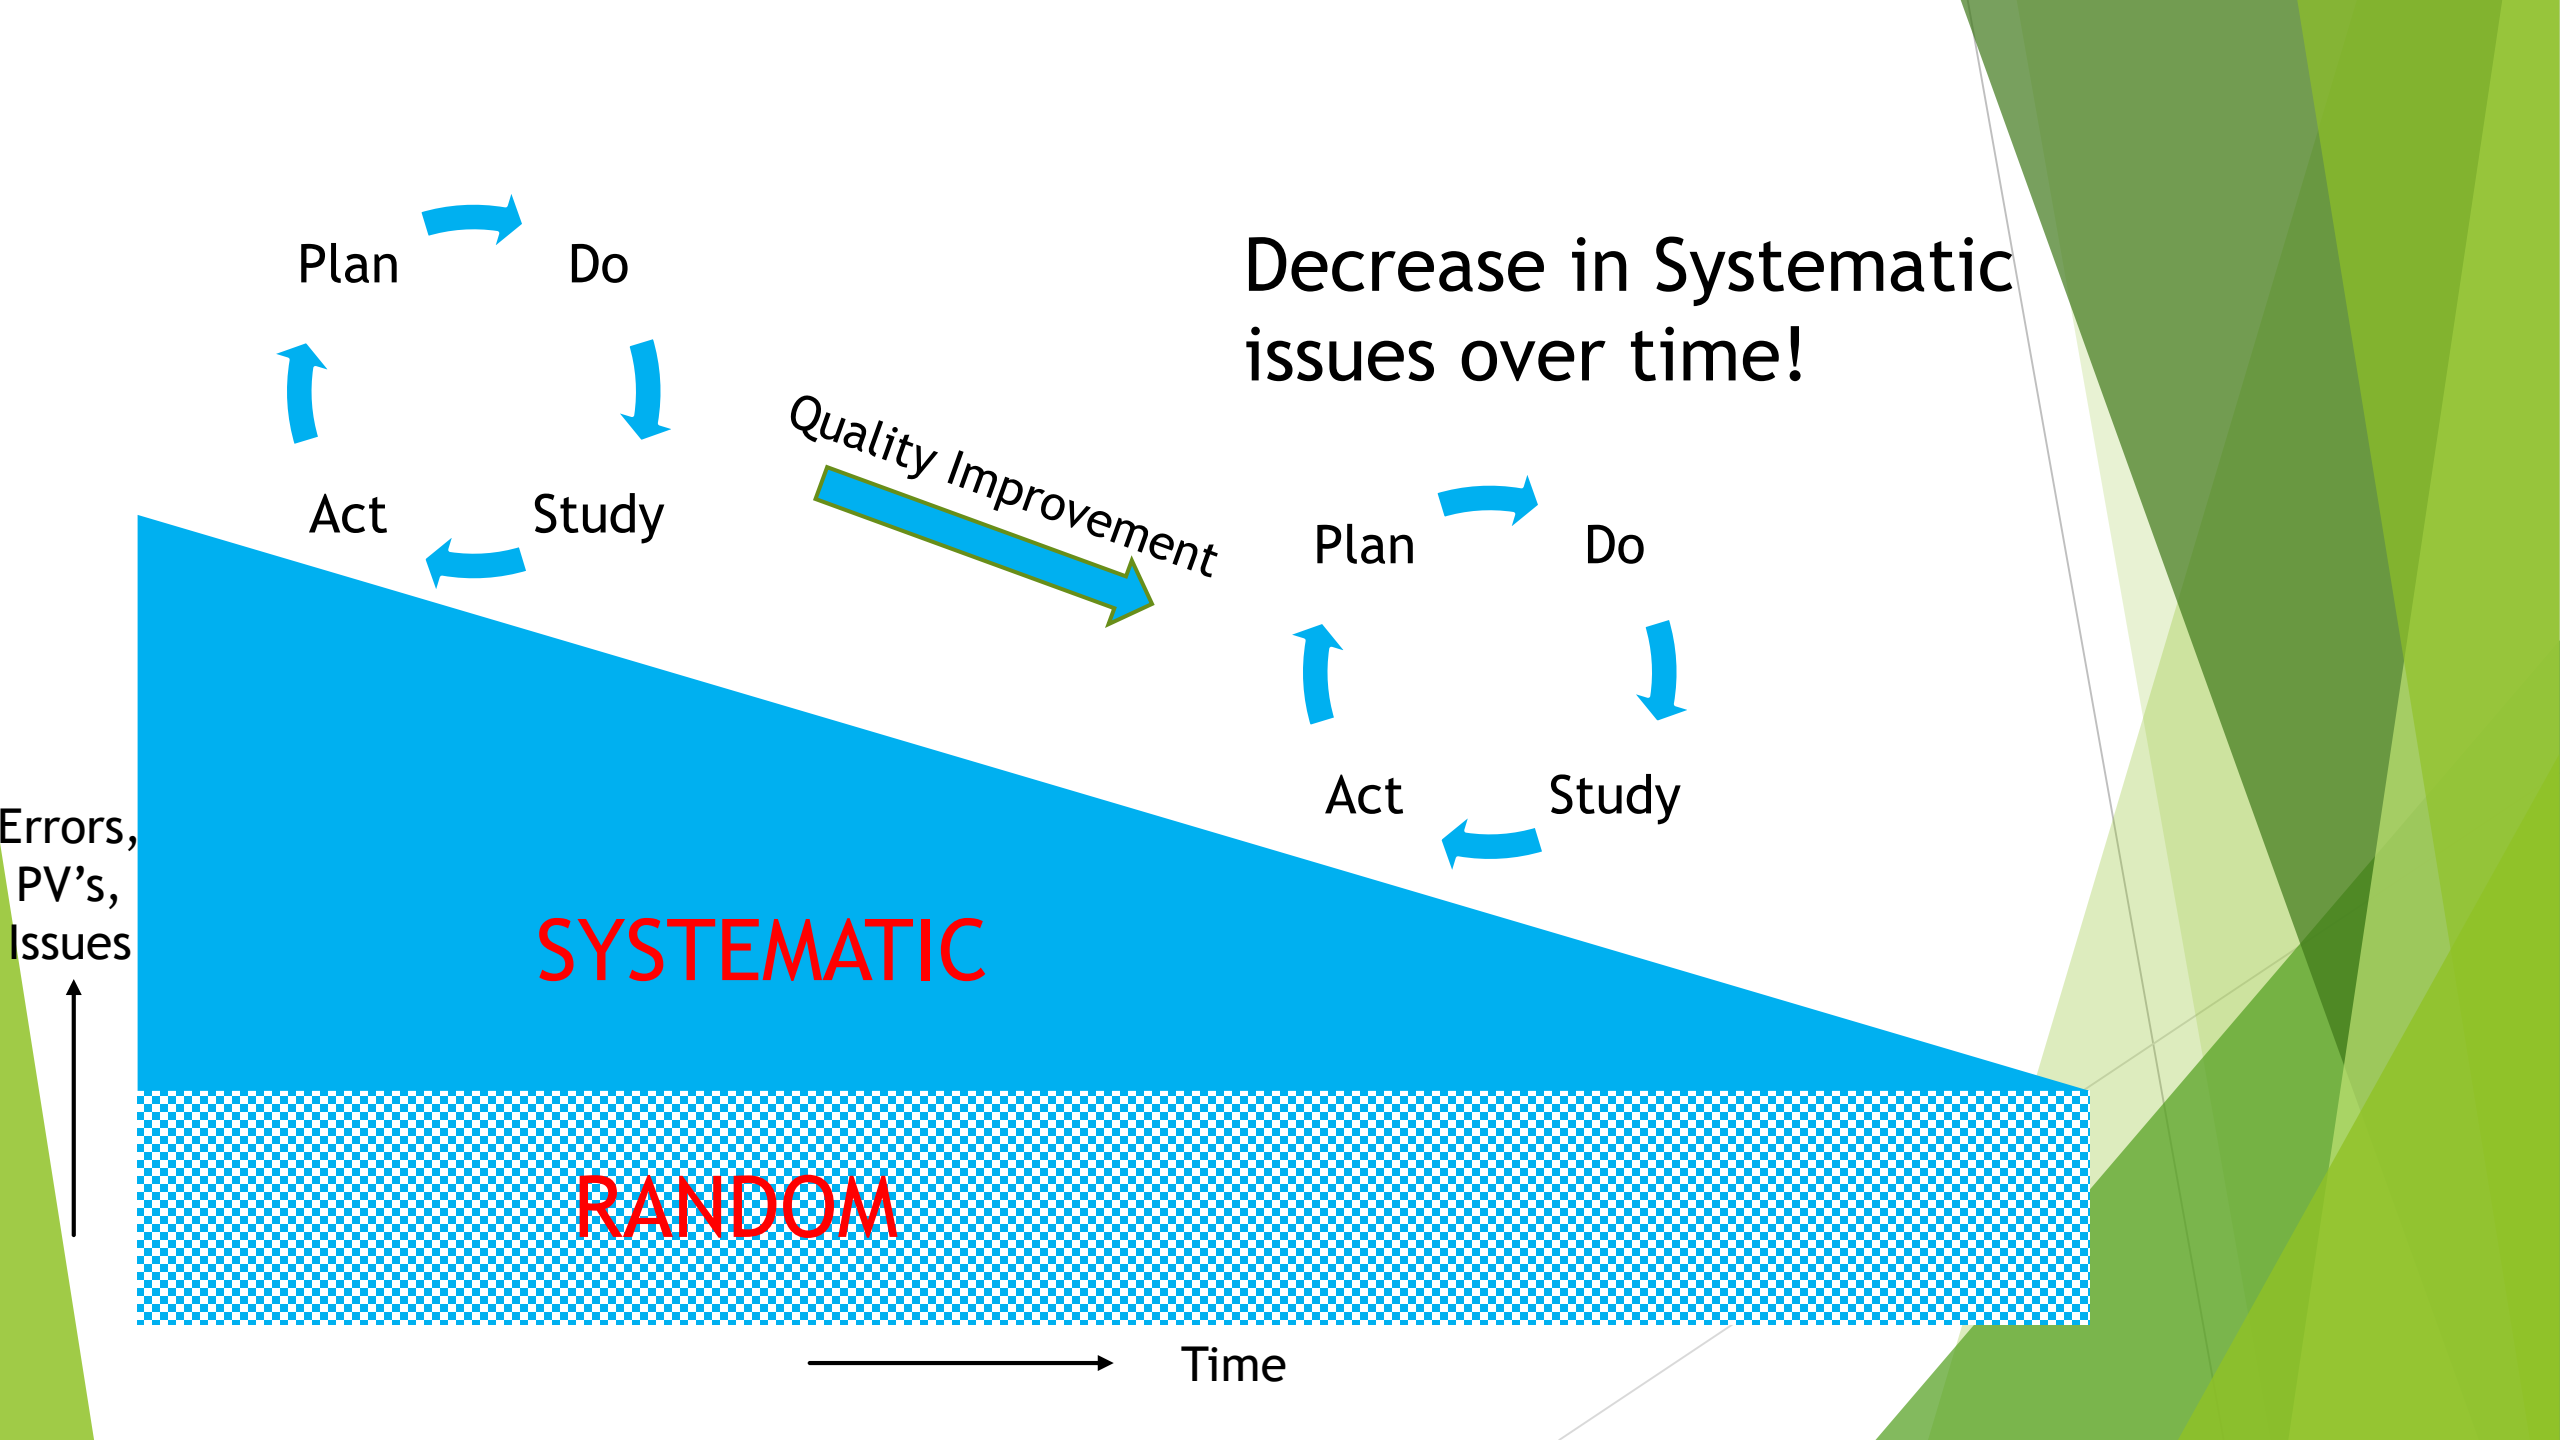 Plan
Do
Study
Act
Quality Improvement
Decrease in Systematic
issues over time!
Plan
Do
Study
Act
Errors,
PV’s,
Issues
SYSTEMATIC
RANDOM
Time